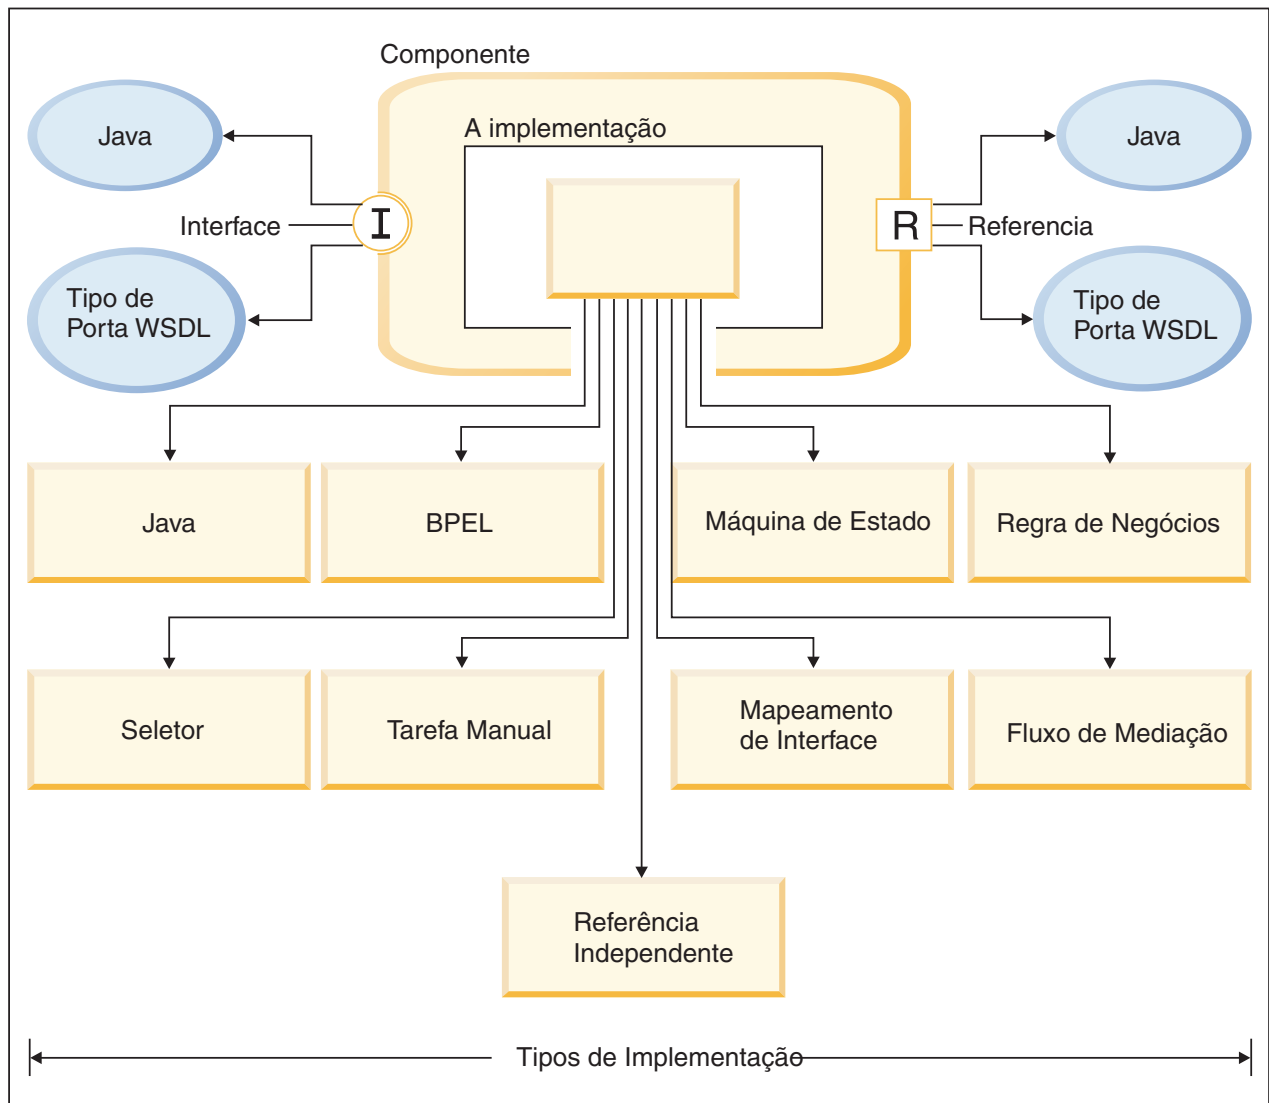 Componente
A implementação
Java
Java
Interface
I
R
Referencia
Tipo de
Porta WSDL
Tipo de
Porta WSDL
Java
BPEL
Máquina de Estado
Regra de Negócios
Seletor
Tarefa Manual
Mapeamento
de Interface
Fluxo de Mediação
Referência
Independente
Tipos de Implementação